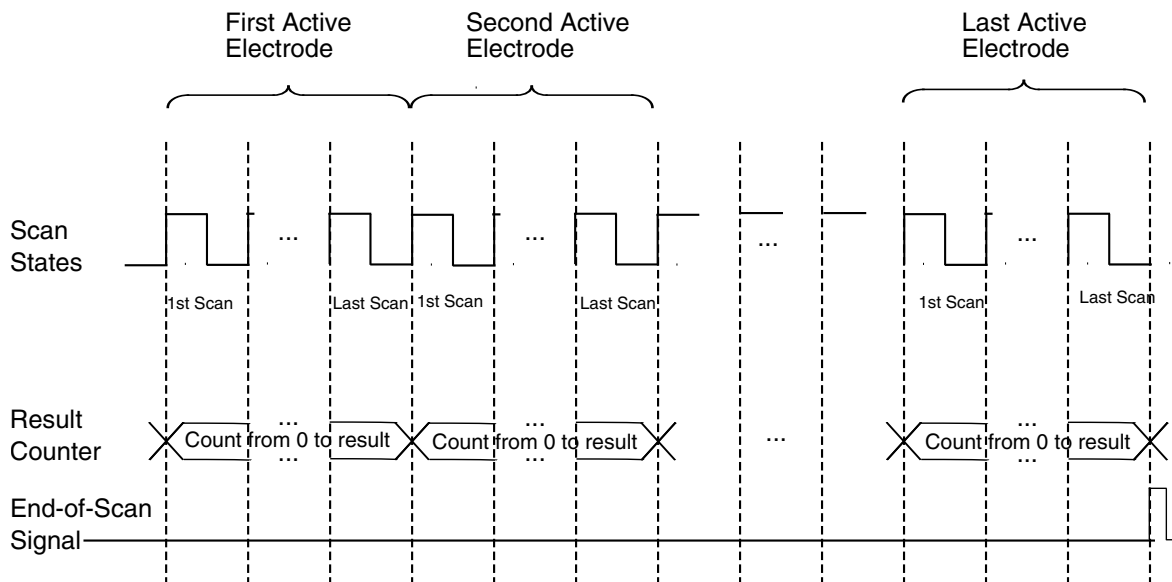 First Active
Electrode
Second Active
Electrode
Last Active
Electrode
Scan
States
...
...
...
...
1st Scan
Last Scan
1st Scan
Last Scan
1st Scan
Last Scan
Result
Counter
...
Count from 0 to result
...
...
Count from 0 to result
...
...
...
Count from 0 to result
...
End-of-Scan
Signal